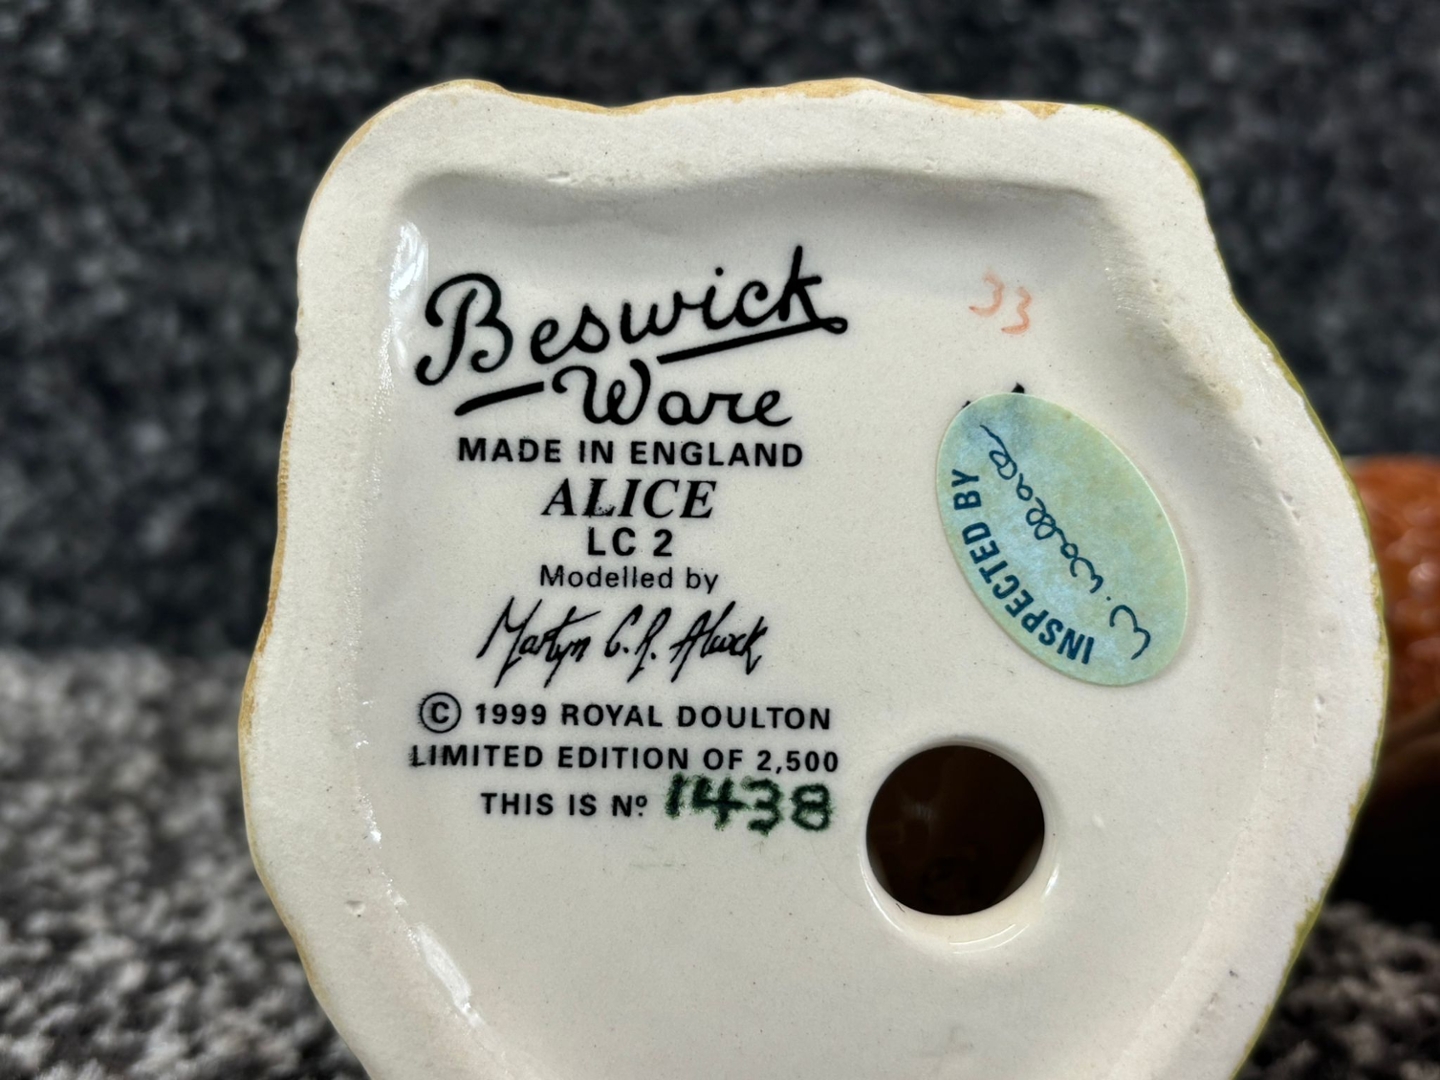 Beswick
Ware
MADE IN ENGLAND
ALICE
LC 2
Modelled by
Martyn C.R. Alcock
© 1999 ROYAL DOULTON
LIMITED EDITION OF 2,500
THIS IS Nº 1438
33
INSPECTED BY
W. Wallace